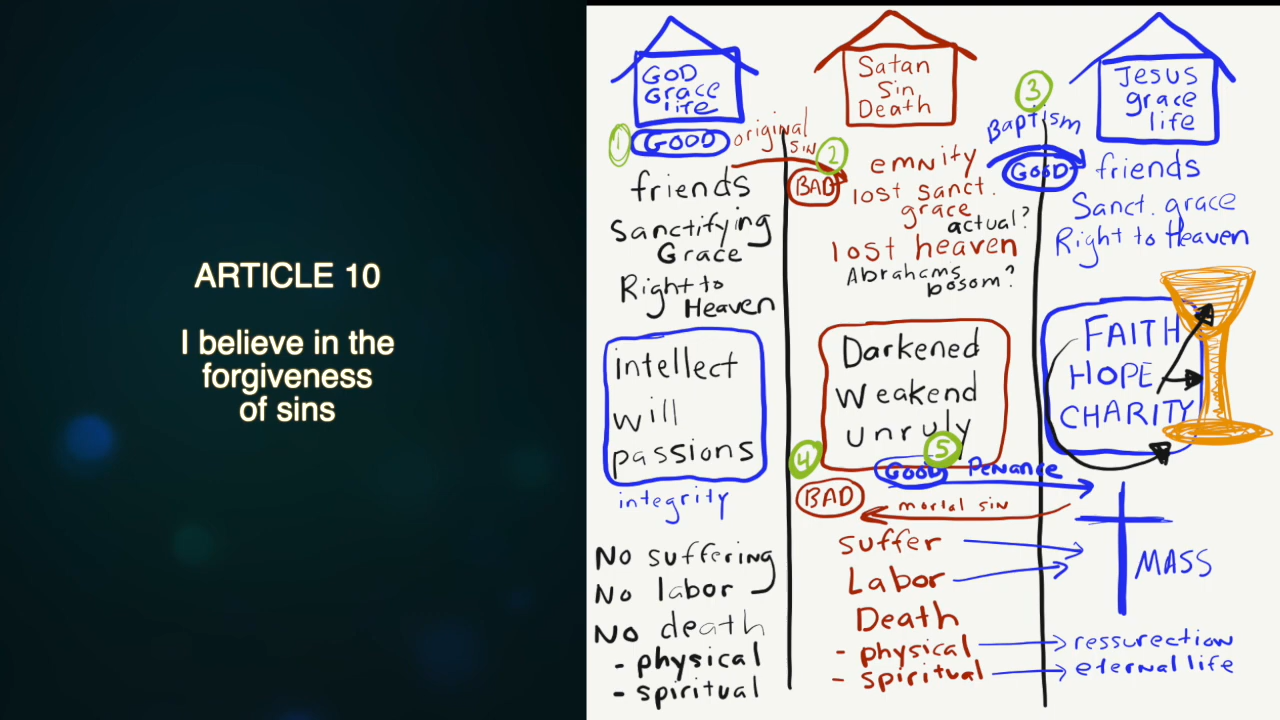 ARTICLE 10
I believe in the
forgiveness
of sins
GOD
Grace
life
1
GOOD
friends
Sanctifying
Grace
Right to
Heaven
intellect
will
passions
integrity
No suffering
No labor
No death
- physical
- spiritual
original
sin
2
BAD
Satan
Sin
Death
emnity
lost sanct.
grace
actual?
lost heaven
Abrahams
bosom?
Darkened
Weakend
unruly
4
5
GOOD
Penance
BAD
mortal sin
suffer
Labor
Death
- physical
- spiritual
3
Baptism
GOOD
Jesus
grace
life
friends
Sanct. grace
Right to Heaven
FAITH
HOPE
CHARITY
MASS
ressurection
eternal life